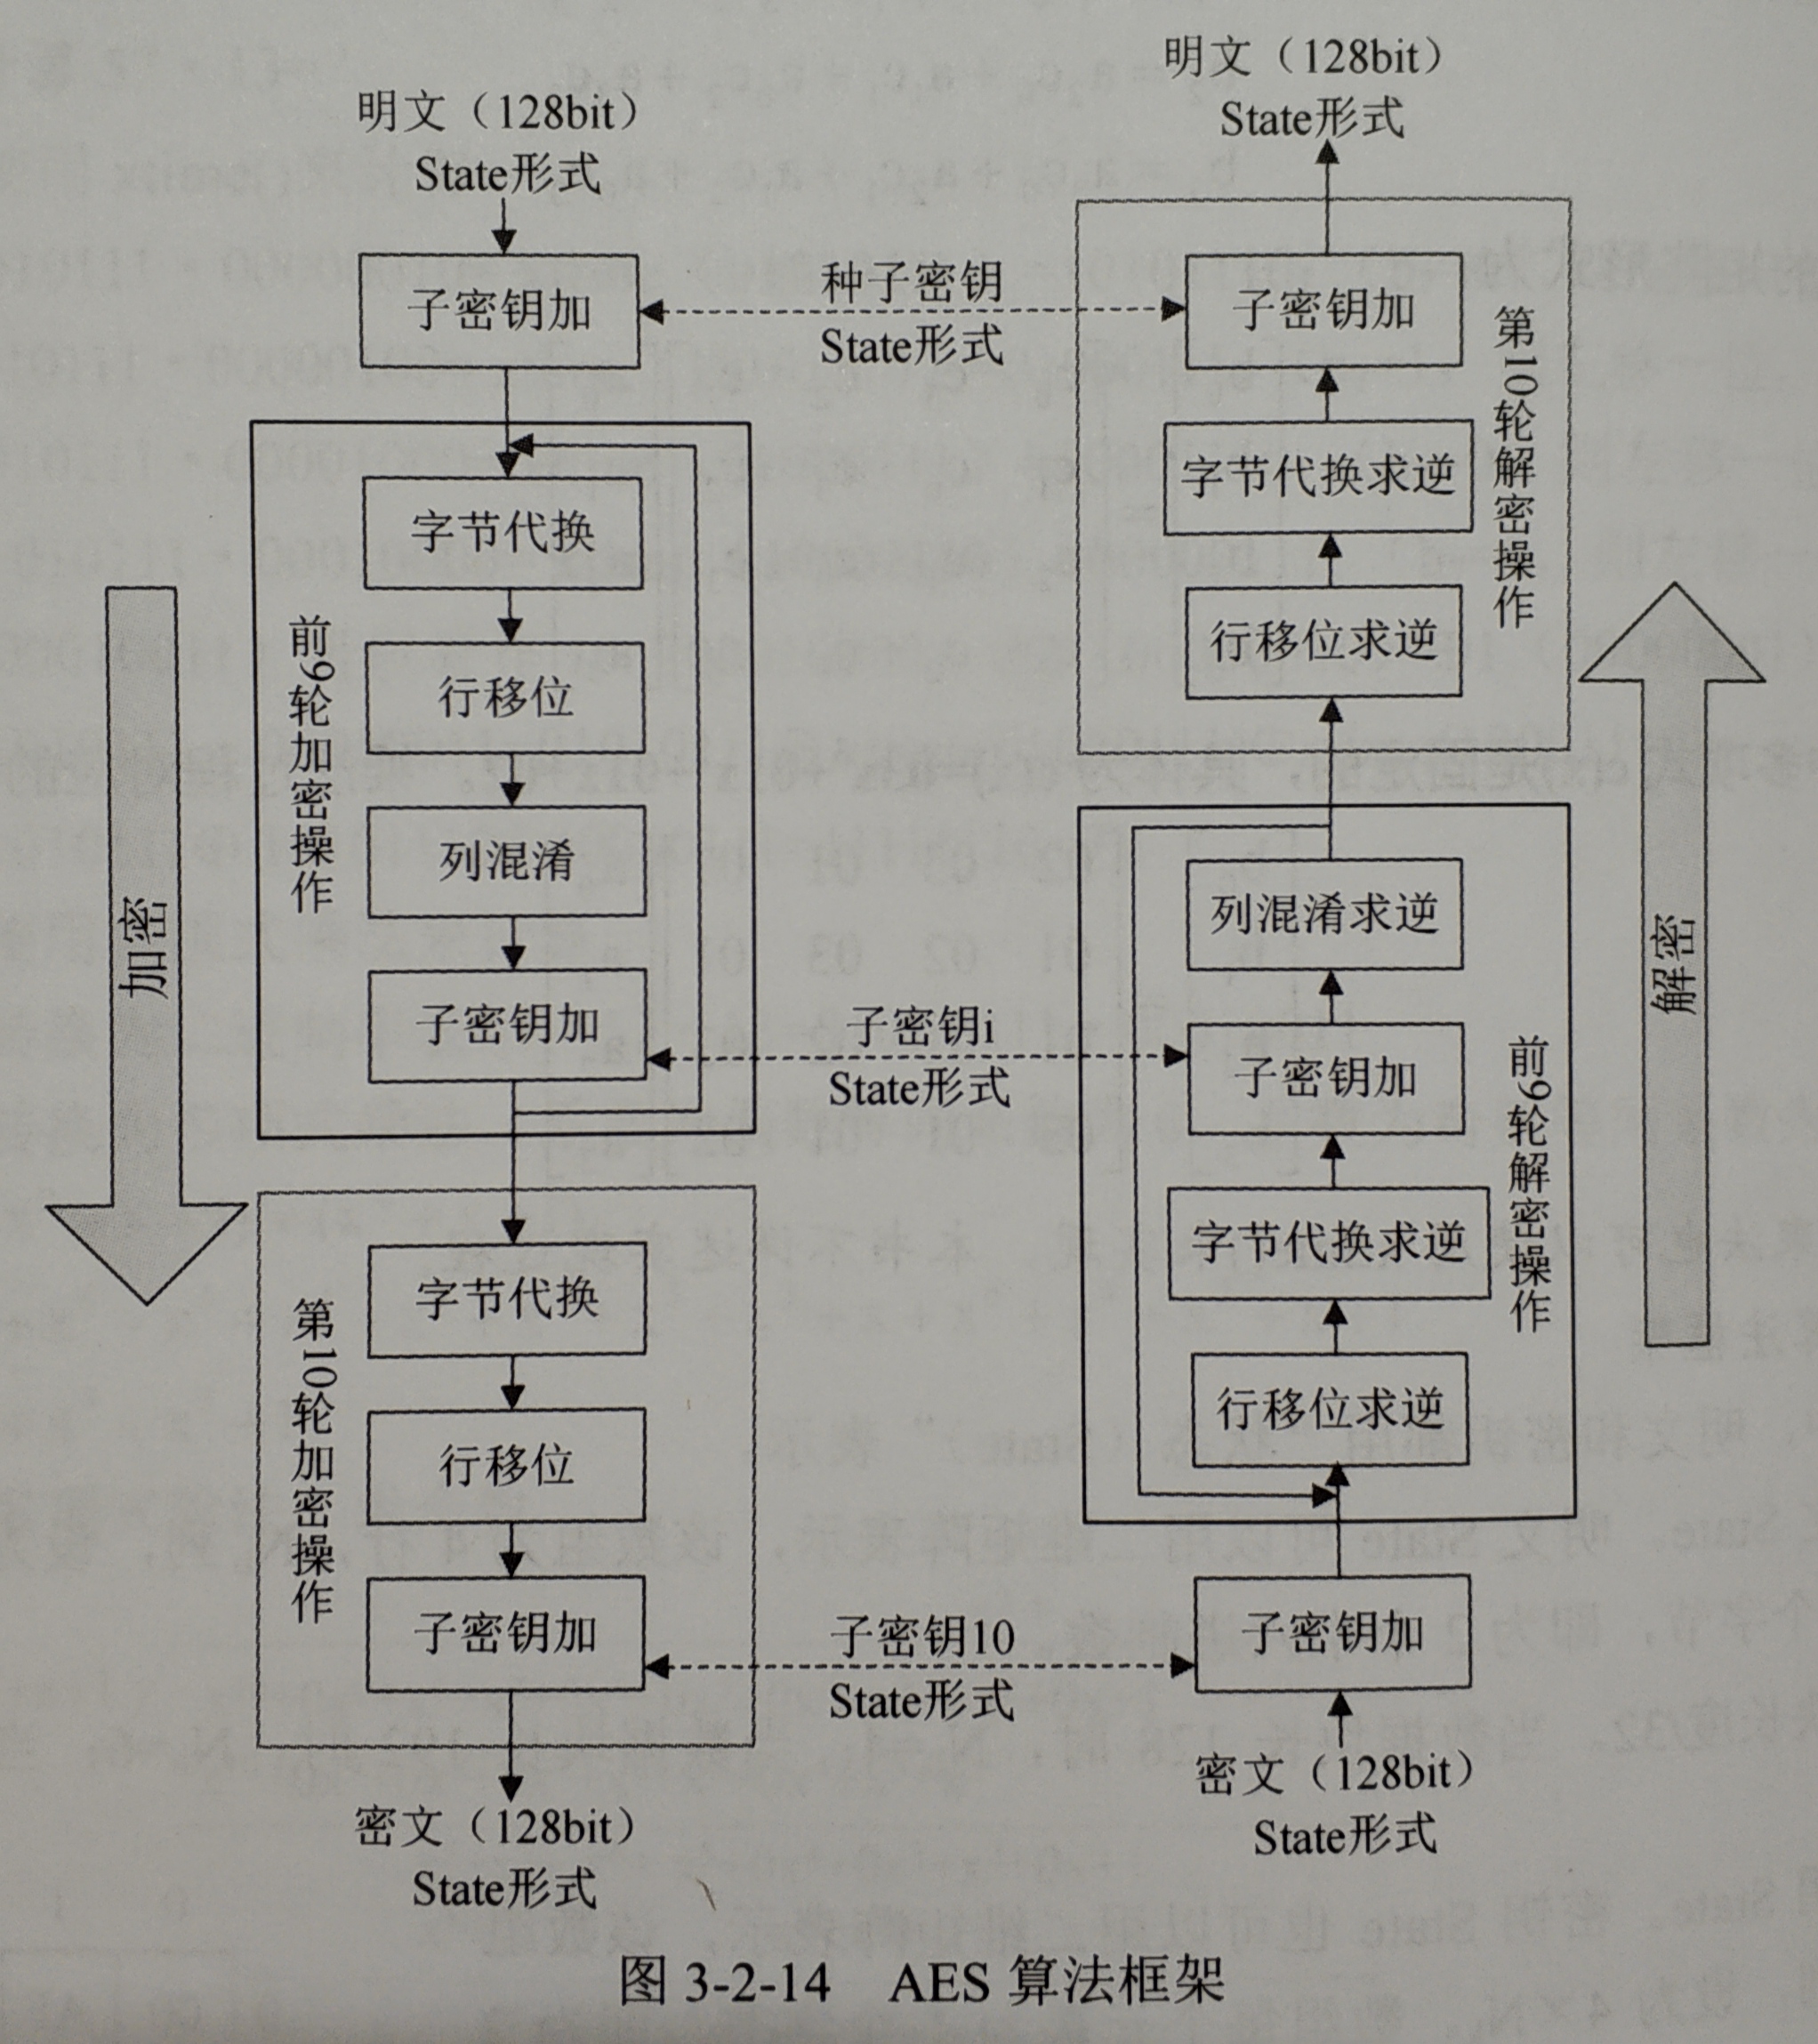 明文（128bit）
State形式
子密钥加
前9轮加密操作
字节代换
行移位
列混淆
子密钥加
第10轮加密操作
字节代换
行移位
子密钥加
密文（128bit）
State形式
加密
种子密钥
State形式
子密钥i
State形式
子密钥10
State形式
明文（128bit）
State形式
子密钥加
字节代换求逆
行移位求逆
第10轮解密操作
列混淆求逆
子密钥加
字节代换求逆
行移位求逆
前9轮解密操作
子密钥加
密文（128bit）
State形式
解密
图 3-2-14 AES 算法框架